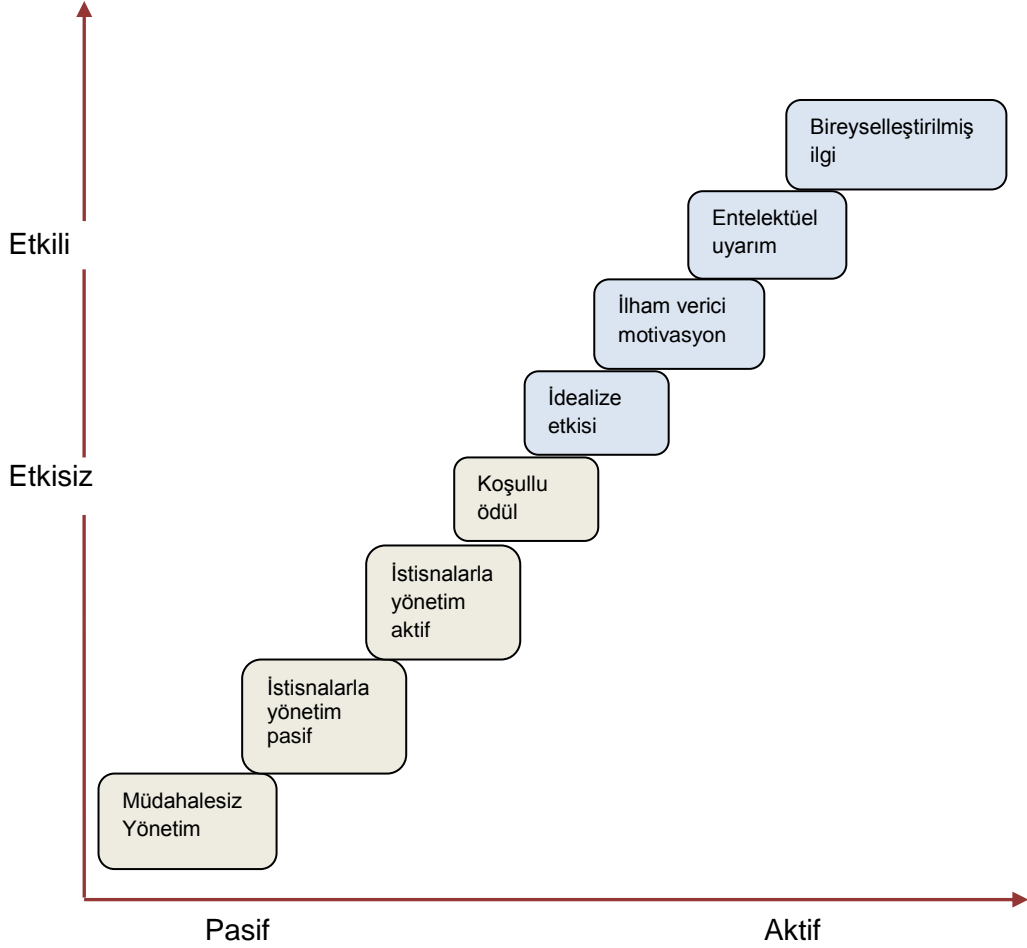 Bireyselleştirilmiş
ilgi
Entelektüel
uyarım
Etkili
İlham verici
motivasyon
İdealize
etkisi
Etkisiz
Koşullu
ödül
İstisnalarla
yönetim
aktif
İstisnalarla
yönetim
pasif
Müdahalesiz
Yönetim
Pasif
Aktif